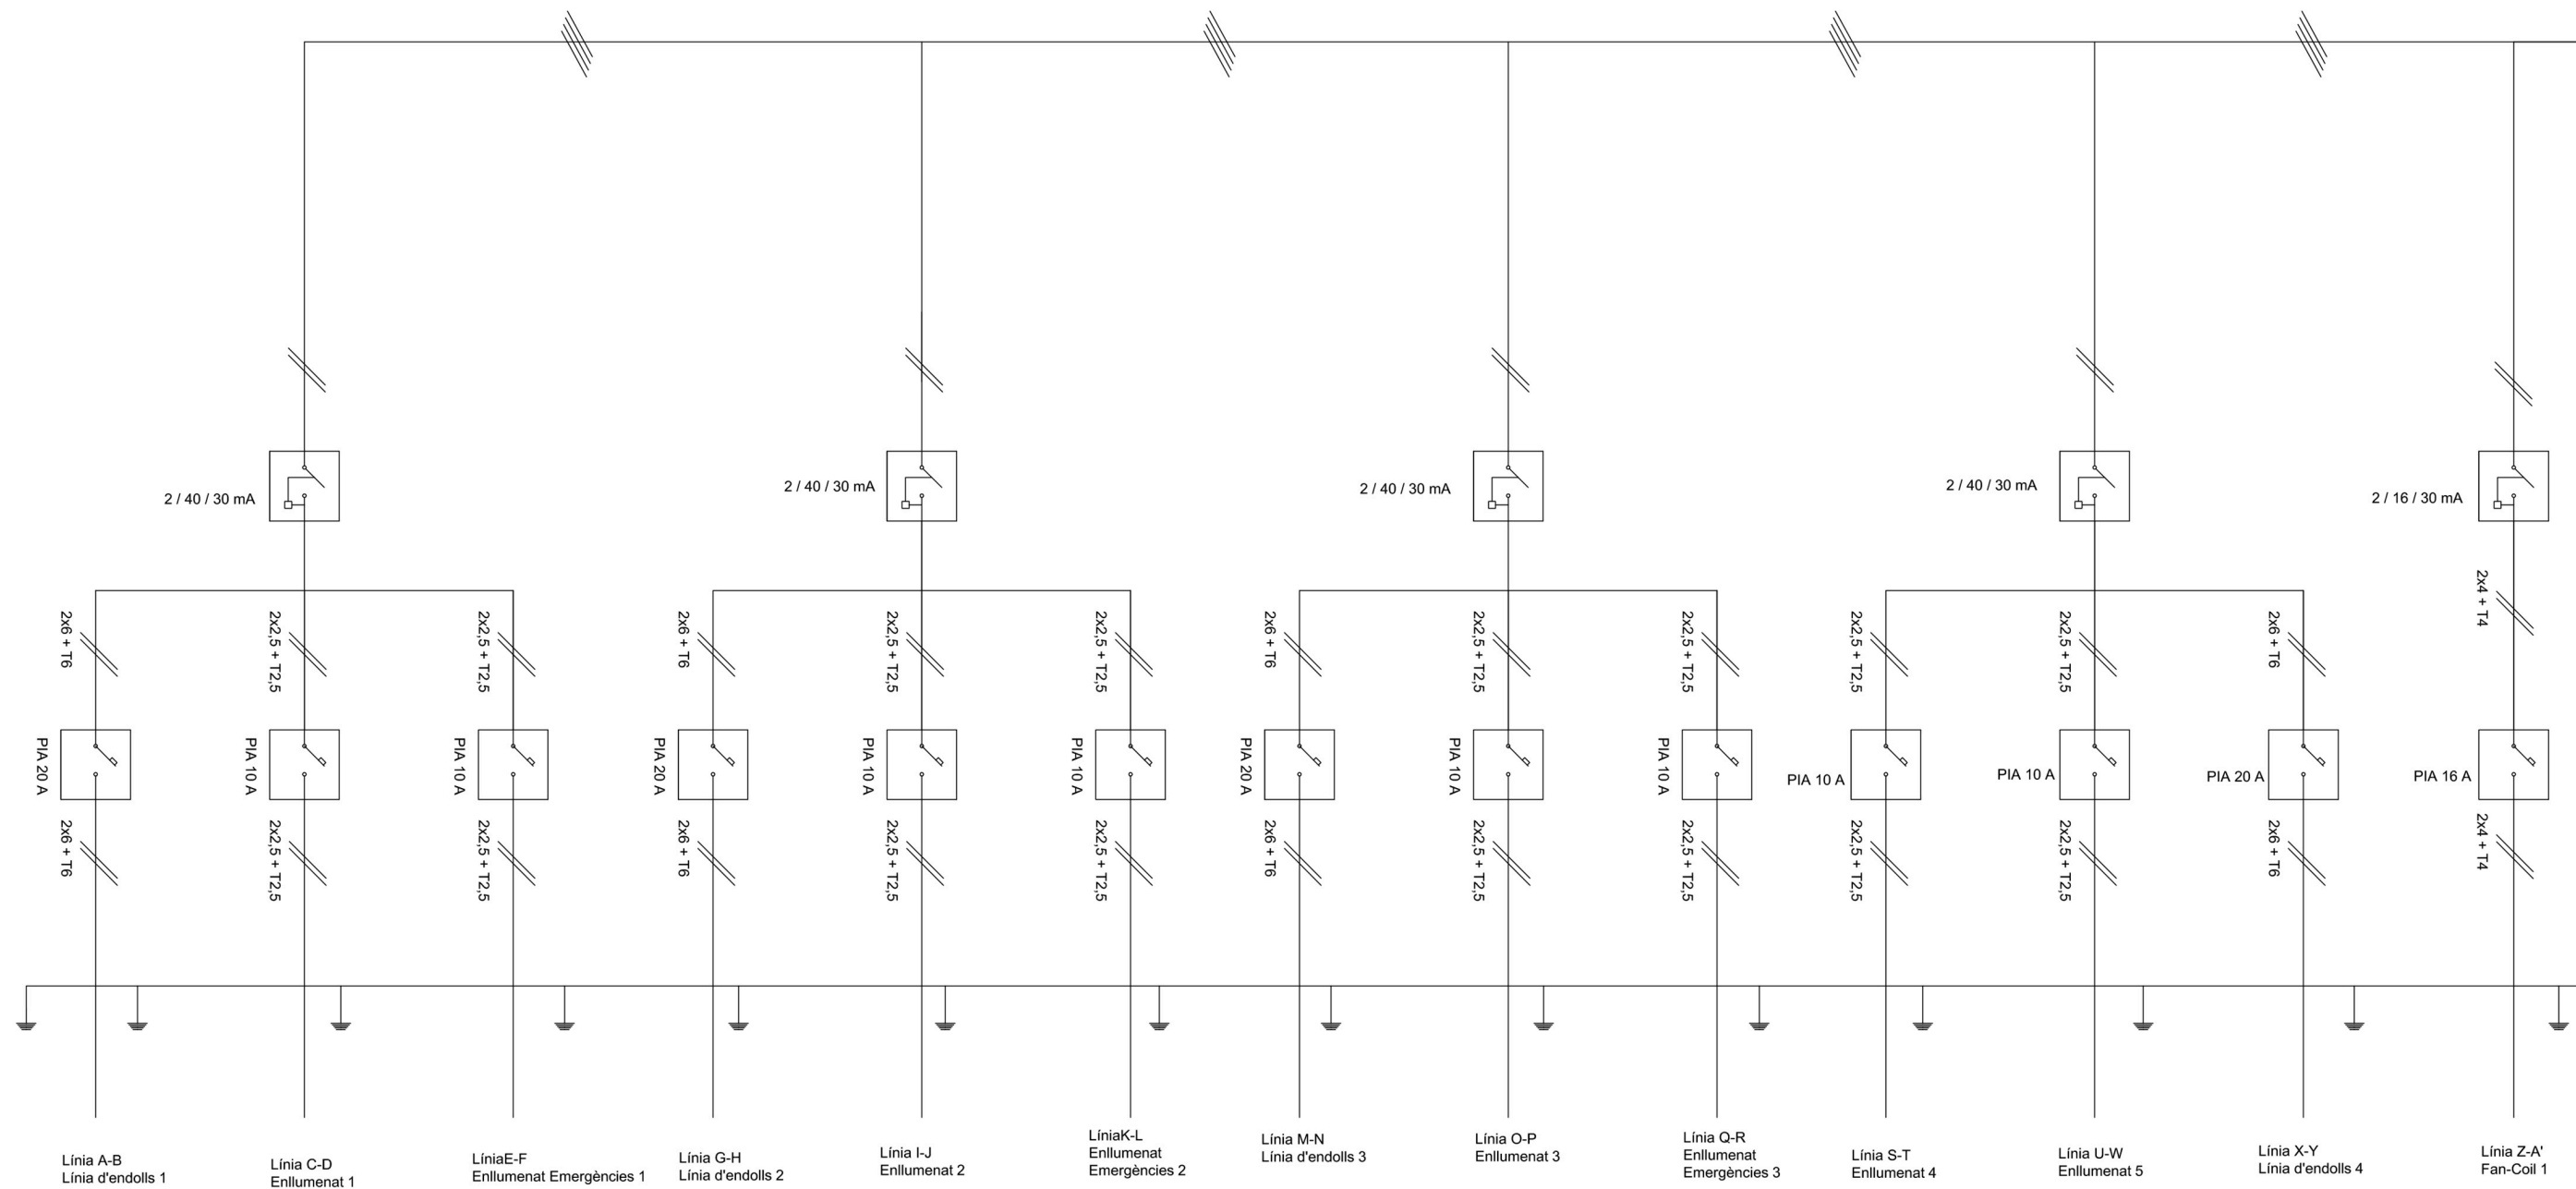 2 / 40 / 30 mA
2 / 40 / 30 mA
2 / 40 / 30 mA
2 / 40 / 30 mA
2 / 16 / 30 mA
2x6 + T6
2x2,5 + T2,5
2x2,5 + T2,5
2x6 + T6
2x2,5 + T2,5
2x2,5 + T2,5
2x6 + T6
2x2,5 + T2,5
2x2,5 + T2,5
2x2,5 + T2,5
2x2,5 + T2,5
2x6 + T6
2x4 + T4
PIA 20 A
PIA 10 A
PIA 10 A
PIA 20 A
PIA 10 A
PIA 10 A
PIA 20 A
PIA 10 A
PIA 10 A
PIA 10 A
PIA 10 A
PIA 20 A
PIA 16 A
2x6 + T6
2x2,5 + T2,5
2x2,5 + T2,5
2x6 + T6
2x2,5 + T2,5
2x2,5 + T2,5
2x6 + T6
2x2,5 + T2,5
2x2,5 + T2,5
2x2,5 + T2,5
2x2,5 + T2,5
2x6 + T6
2x4 + T4
Línia A-B
Línia d'endolls 1
Línia C-D
Enllumenat 1
LíniaE-F
Enllumenat Emergències 1
Línia G-H
Línia d'endolls 2
Línia I-J
Enllumenat 2
LíniaK-L
Enllumenat
Emergències 2
Línia M-N
Línia d'endolls 3
Línia O-P
Enllumenat 3
Línia Q-R
Enllumenat
Emergències 3
Línia S-T
Enllumenat 4
Línia U-W
Enllumenat 5
Línia X-Y
Línia d'endolls 4
Línia Z-A'
Fan-Coil 1